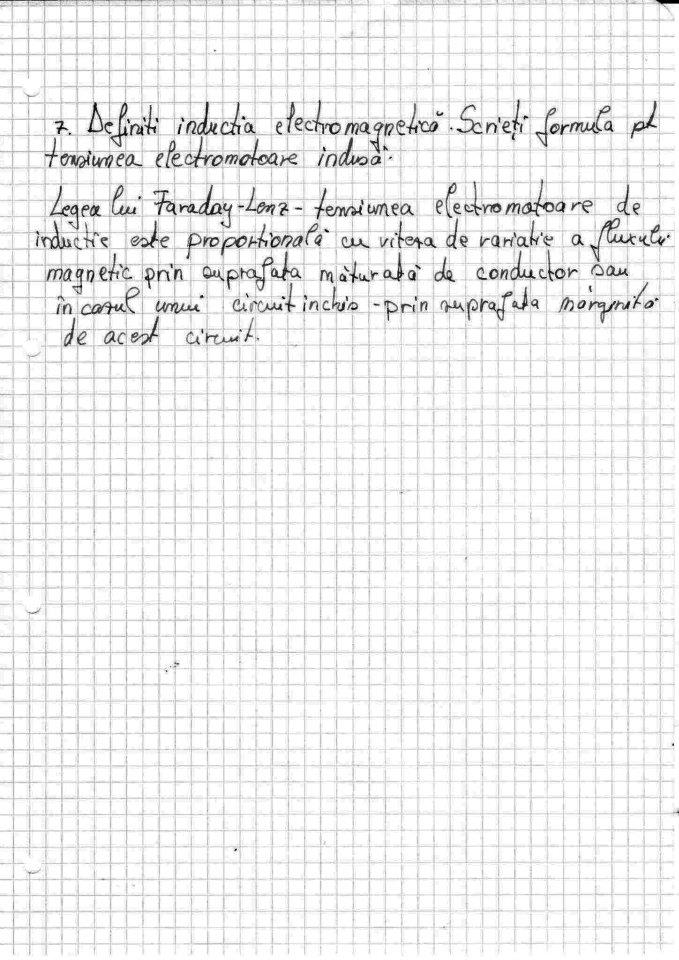 7. Definiti inductia electromagnetică. Scrieți formula pt
tensiunea electromotoare indusă.
Legea lui Faraday-Lenz - tensiunea electromotoare de
inductie este proportională cu viteza de variatie a fluxului
magnetic prin suprafata măturată de conductor sau
în cazul unui circuit inchis - prin suprafata mărginită
de acest circuit.